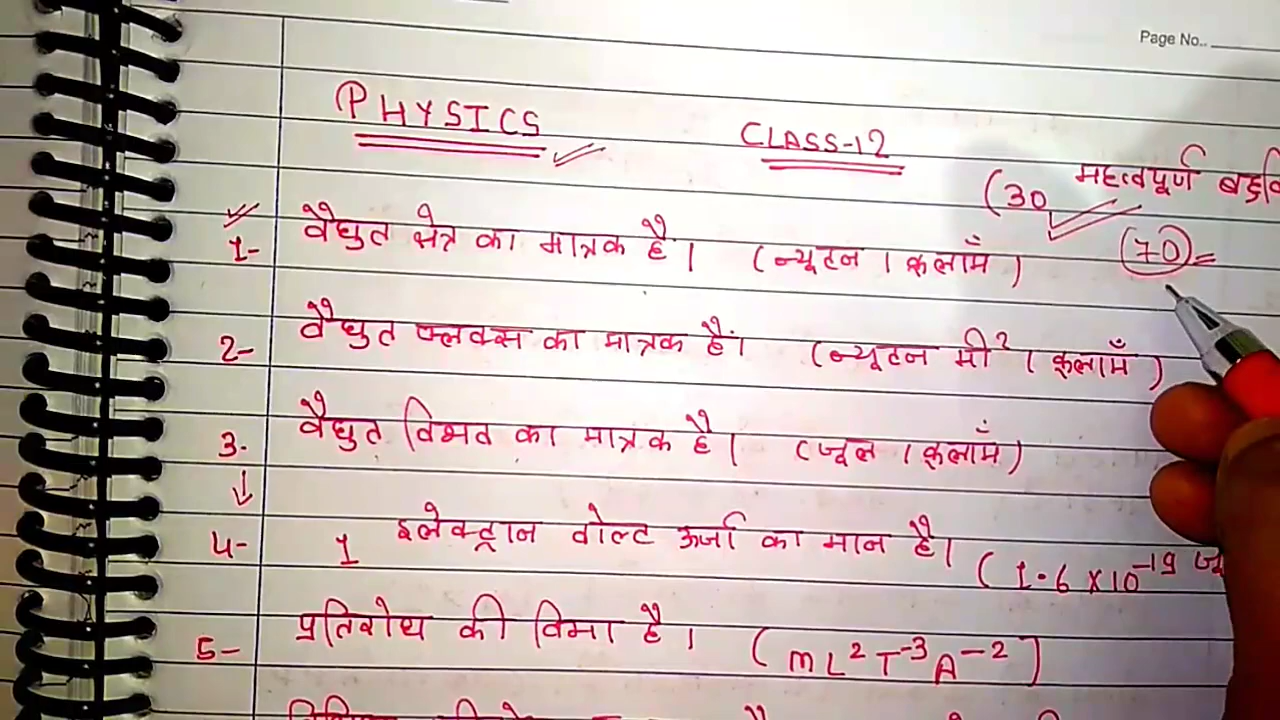 Page No..
PHYSICS
CLASS-12
(30 महत्वपूर्ण
(70)=
1- वैधुत क्षेत्र का मात्रक है। (न्यूटन / कूलाॅम)
2- वैधुत फ्लक्स का मात्रक है। (न्यूटन मी² / कूलाॅम)
3- वैधुत विभव का मात्रक है। (जूल / कूलाॅम)
4- 1 इलेक्ट्रान वोल्ट ऊर्जा का मान है। (1.6 x 10⁻¹⁹
5- प्रतिरोध की विमा है। (ML²T⁻³A⁻²]